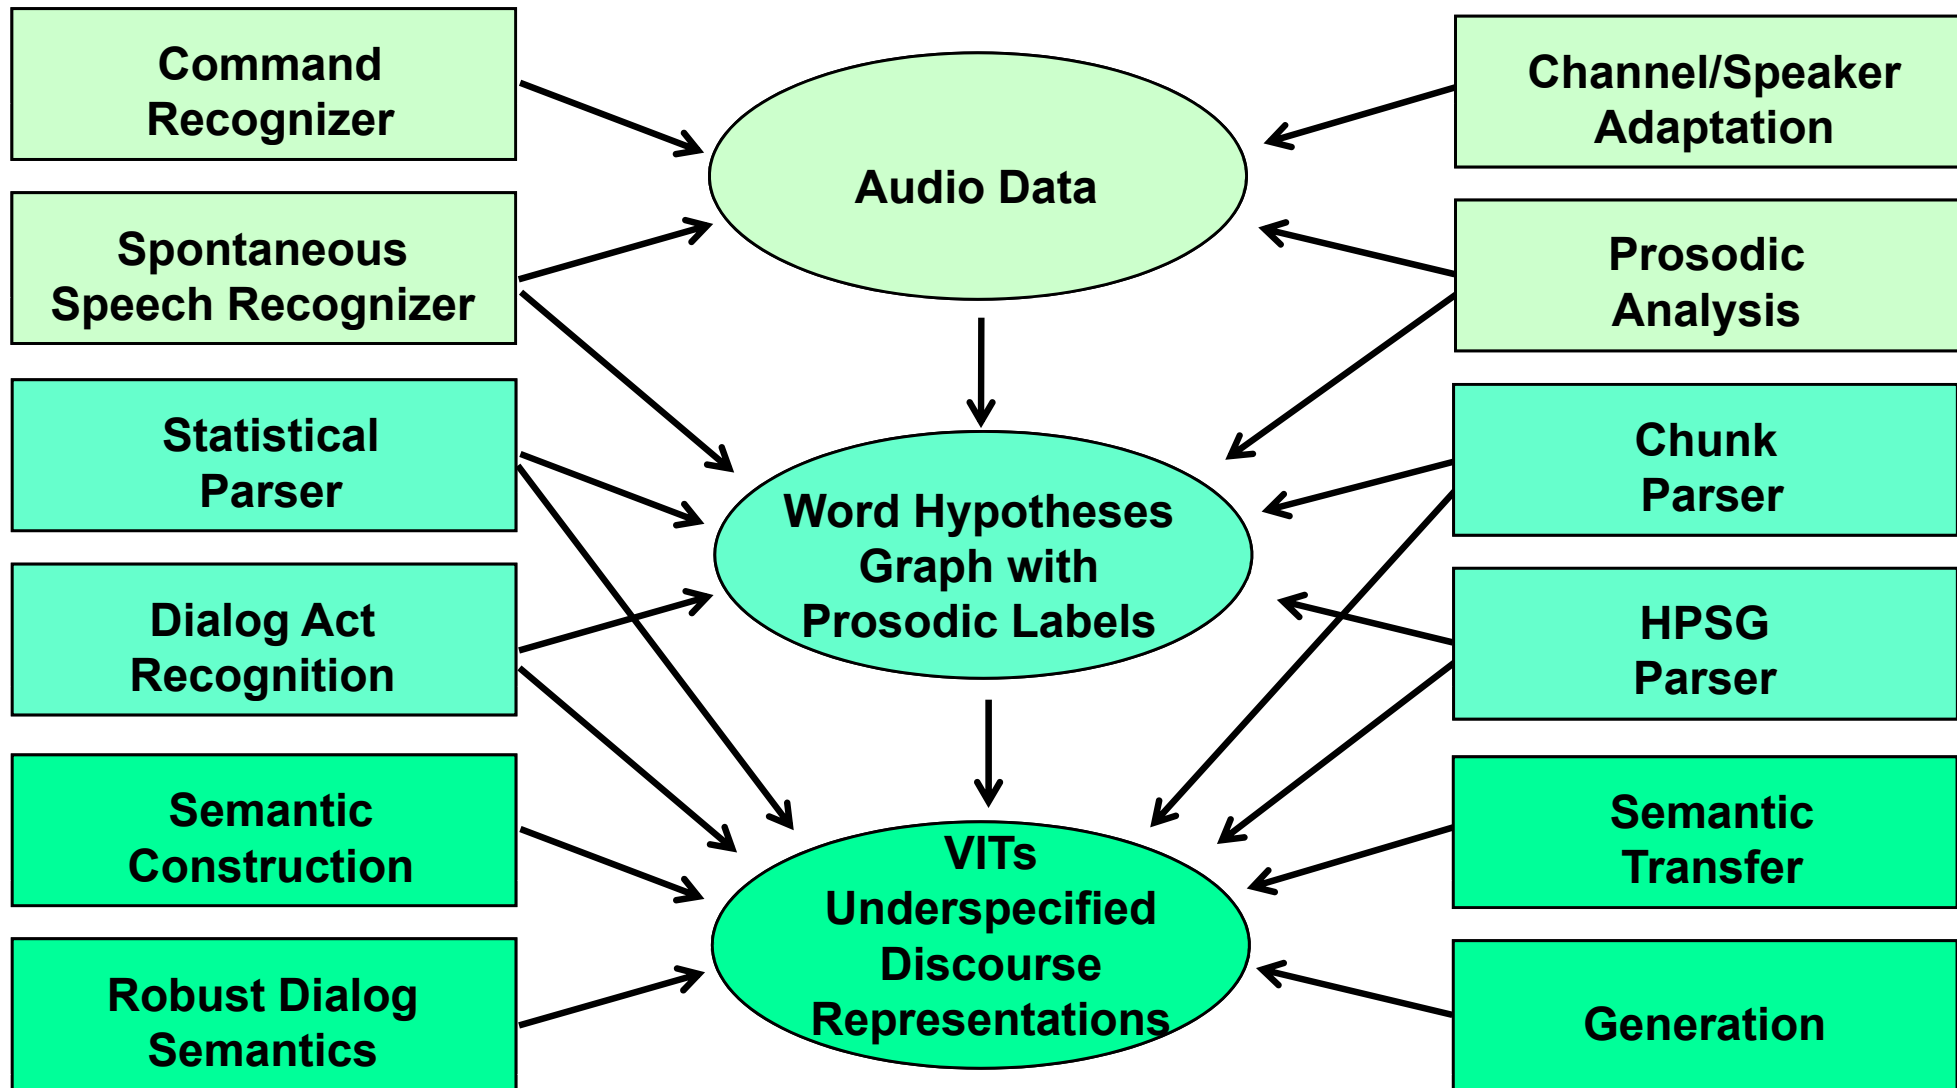 Command
Recognizer
Spontaneous
Speech Recognizer
Statistical
Parser
Dialog Act
Recognition
Semantic
Construction
Robust Dialog
Semantics
Audio Data
Word Hypotheses
Graph with
Prosodic Labels
VITs
Underspecified
Discourse
Representations
Channel/Speaker
Adaptation
Prosodic
Analysis
Chunk
Parser
HPSG
Parser
Semantic
Transfer
Generation